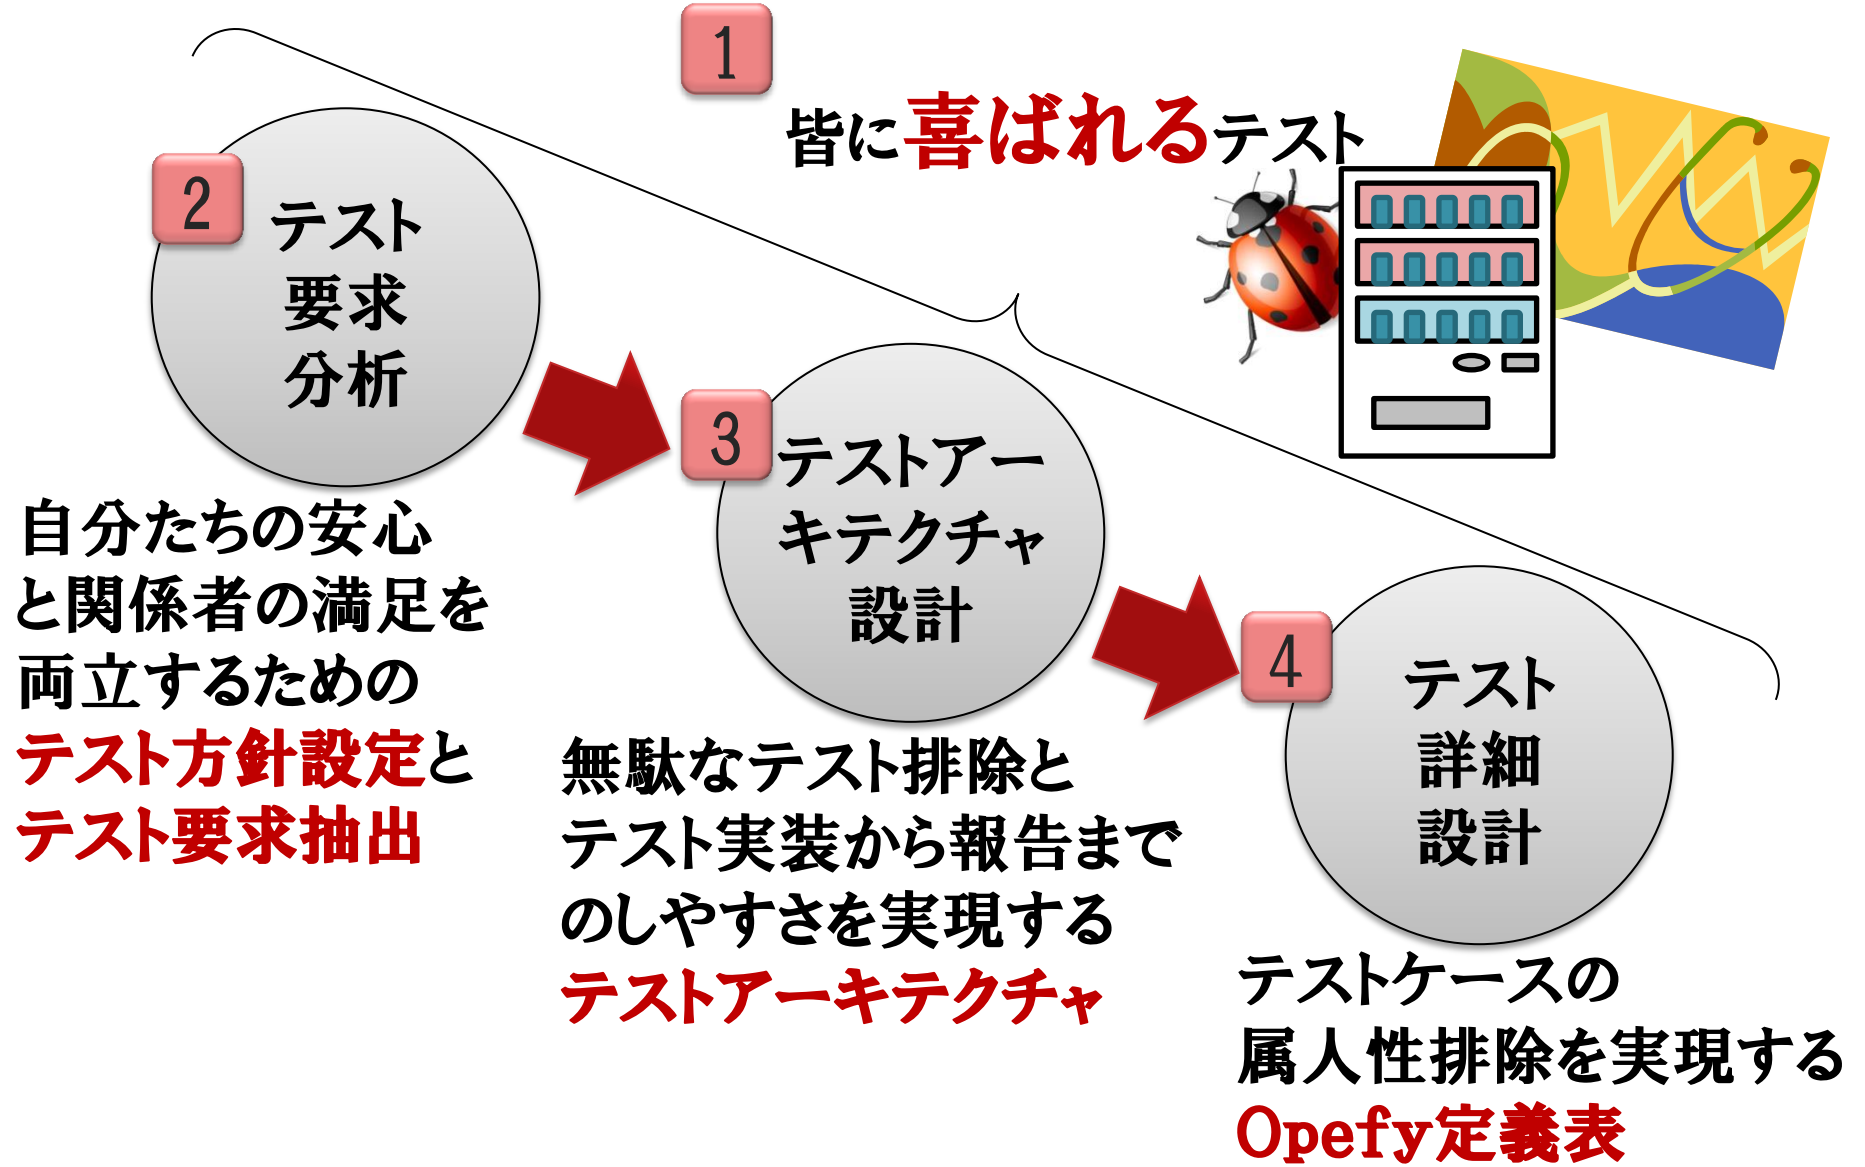 1
皆に喜ばれるテスト
2
テスト
要求
分析
自分たちの安心
と関係者の満足を
両立するための
テスト方針設定と
テスト要求抽出
3
テストアー
キテクチャ
設計
無駄なテスト排除と
テスト実装から報告まで
のしやすさを実現する
テストアーキテクチャ
4
テスト
詳細
設計
テストケースの
属人性排除を実現する
Opefy定義表